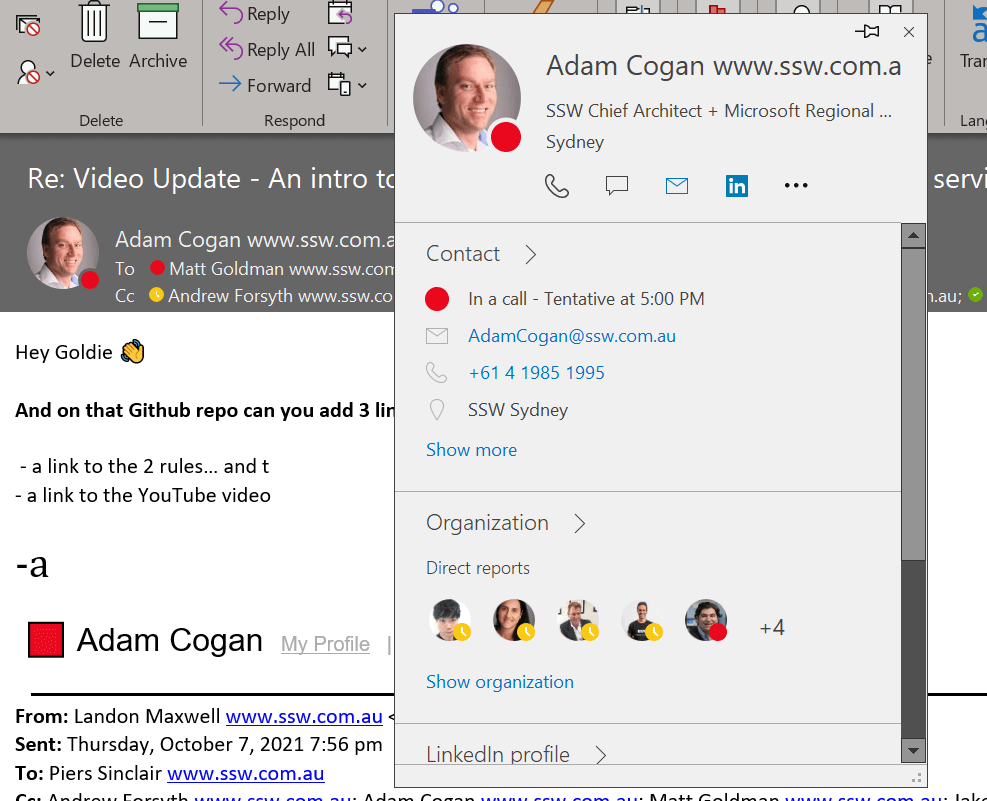 Reply
Delete Archive
Reply All
Forward
Delete
Respond
Tra
Lang
Re: Video Update - An intro to
servi
Adam Cogan www.ssw.com.a
To Matt Goldman www.ssw.com
Cc Andrew Forsyth www.ssw.co
.au;
Hey Goldie 👏
And on that Github repo can you add 3 lin
- a link to the 2 rules... and t
- a link to the YouTube video
-a
Adam Cogan My Profile |
From: Landon Maxwell www.ssw.com.au <
Sent: Thursday, October 7, 2021 7:56 pm
To: Piers Sinclair www.ssw.com.au
Cc: Andrew Forsyth www.ssw.com.au; Adam Cogan www.ssw.com.au; Matt Goldman www.ssw.com.au; Jake
Adam Cogan www.ssw.com.a
SSW Chief Architect + Microsoft Regional ...
Sydney
in
Contact
In a call - Tentative at 5:00 PM
AdamCogan@ssw.com.au
+61 4 1985 1995
SSW Sydney
Show more
Organization
Direct reports
+4
Show organization
LinkedIn profile